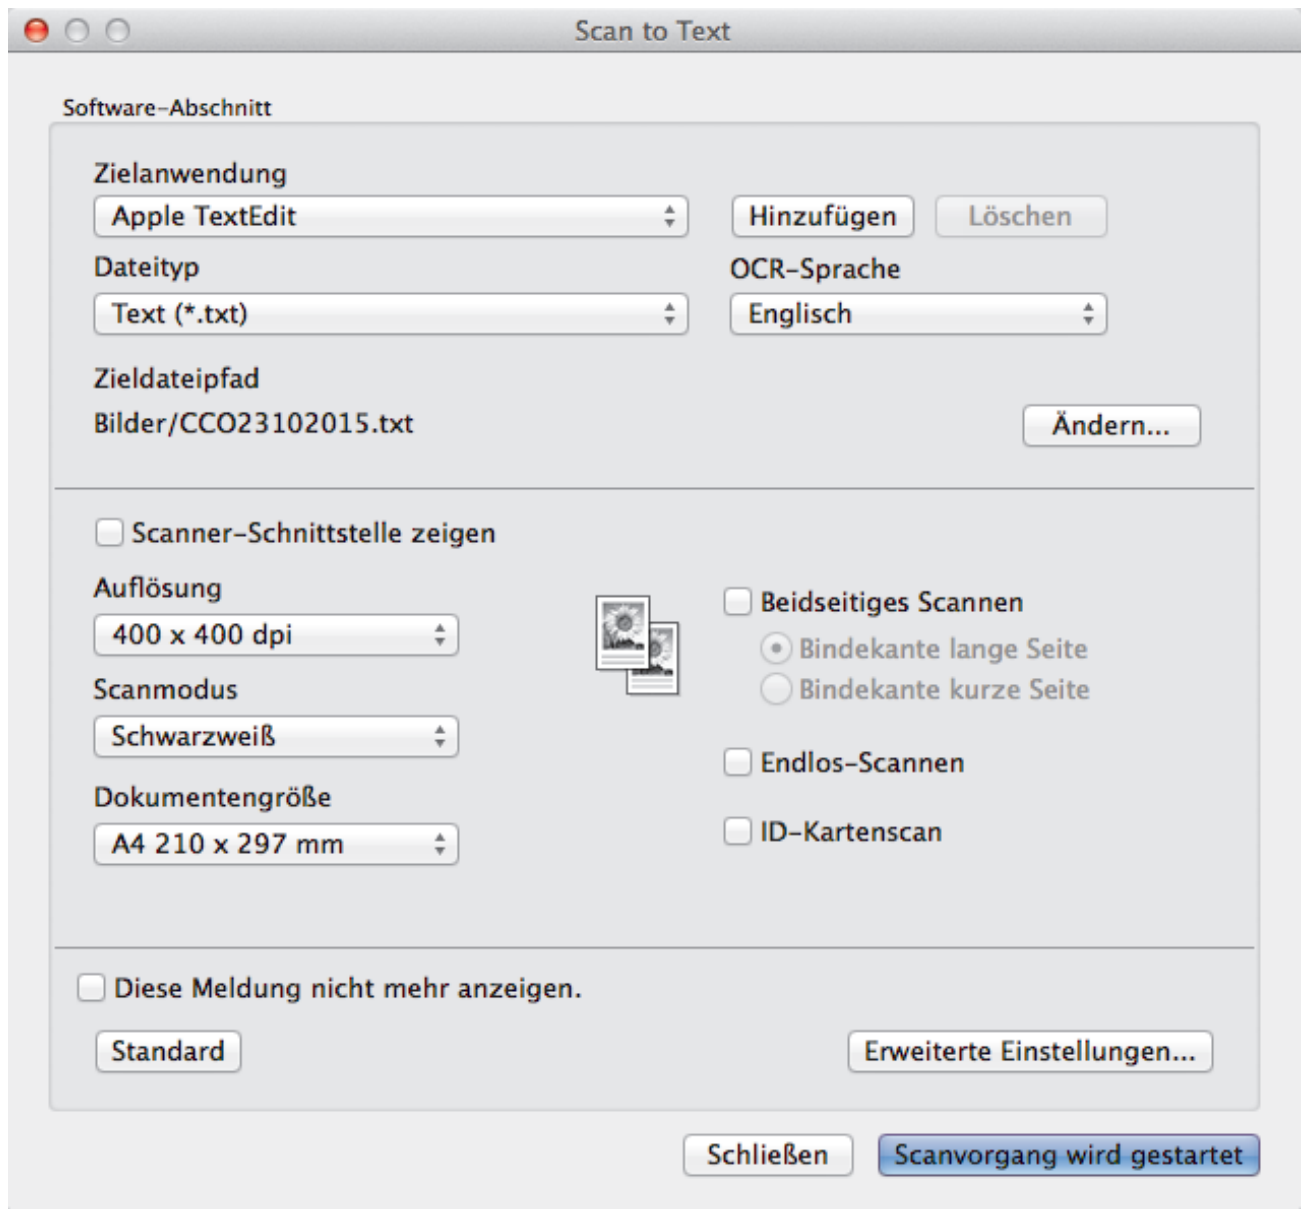 Scan to Text
Software-Abschnitt
Zielanwendung
Apple TextEdit
Hinzufügen
Löschen
Dateityp
OCR-Sprache
Text (*.txt)
Englisch
Zieldateipfad
Bilder/CCO23102015.txt
Ändern...
Scanner-Schnittstelle zeigen
Auflösung
400 x 400 dpi
Scanmodus
Schwarzweiß
Dokumentengröße
A4 210 x 297 mm
Beidseitiges Scannen
Bindekante lange Seite
Bindekante kurze Seite
Endlos-Scannen
ID-Kartenscan
Diese Meldung nicht mehr anzeigen.
Standard
Erweiterte Einstellungen...
Schließen
Scanvorgang wird gestartet